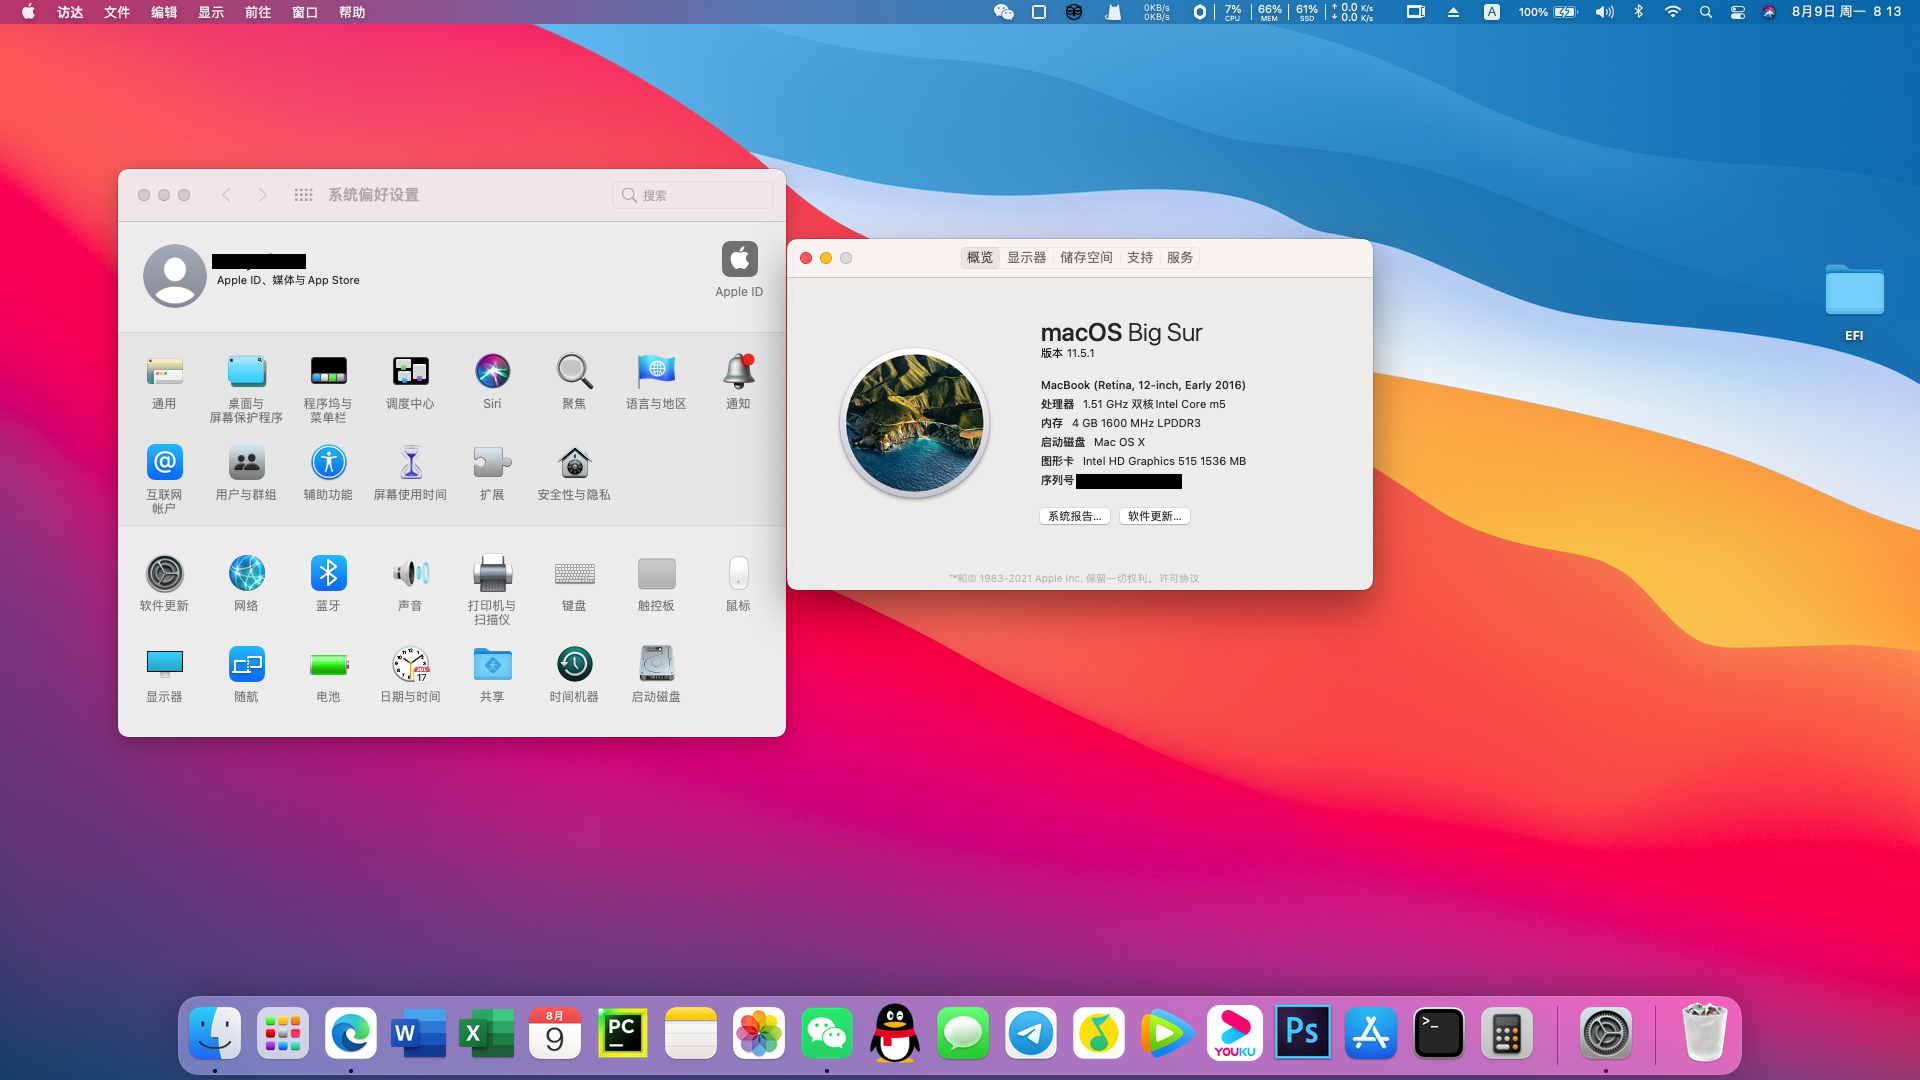 访达 文件 编辑 显示 前往 窗口 帮助
0KB/s
0KB/s
7%
CPU
66%
MEM
61%
SSD
↑ 0.0 K/s
↓ 0.0 K/s
A
100%
8月9日 周一 8 13
系统偏好设置
搜索
Apple ID、媒体与 App Store
Apple ID
通用
桌面与
屏幕保护程序
程序坞与
菜单栏
调度中心
Siri
聚焦
语言与地区
通知
互联网
帐户
用户与群组
辅助功能
屏幕使用时间
扩展
安全性与隐私
软件更新
网络
蓝牙
声音
打印机与
扫描仪
键盘
触控板
鼠标
显示器
随航
电池
JUL
17
日期与时间
共享
时间机器
启动磁盘
概览 显示器 储存空间 支持 服务
macOS Big Sur
版本 11.5.1
MacBook (Retina, 12-inch, Early 2016)
处理器 1.51 GHz 双核Intel Core m5
内存 4 GB 1600 MHz LPDDR3
启动磁盘 Mac OS X
图形卡 Intel HD Graphics 515 1536 MB
序列号
系统报告... 软件更新...
™和© 1983-2021 Apple Inc. 保留一切权利。许可协议
EFI
W
X
8月
9
PC
YOUKU
Ps
>_